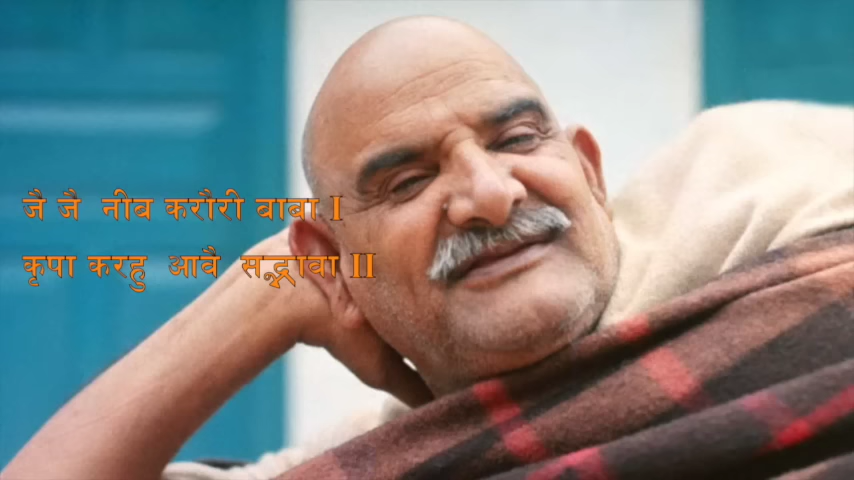 जै जै नीब करौरी बाबा I
कृपा करहु आवै सद्भावा II